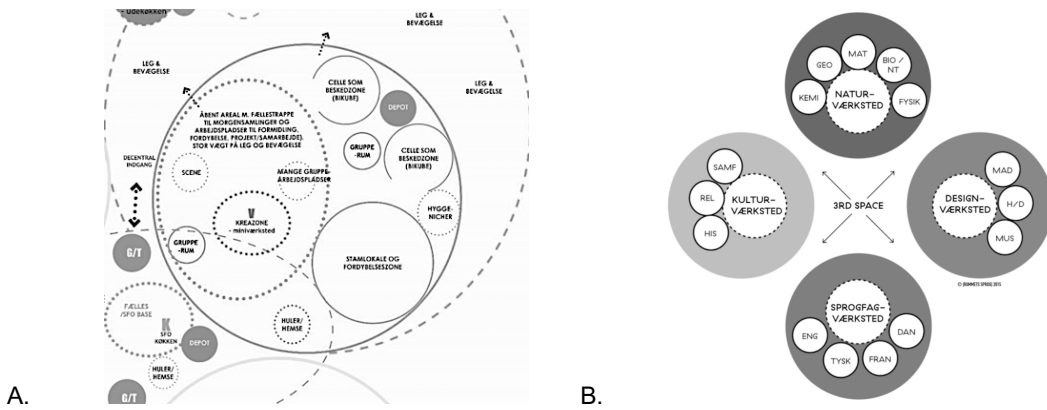 - udekøkken
LEG &
BEVÆGELSE
LEG &
BEVÆGELSE
LEG &
BEVÆGELSE
CELLE SOM
BESKEDZONE
(BIKUBE)
DEPOT
ÅBENT AREAL M. FÆLLESTRAPPE
TIL MORGENSAMLINGER OG
ARBEJDSPLADSER TIL FORMIDLING,
FORDYBELSE, PROJEKT/SAMARBEJDE).
STOR VÆGT PÅ LEG OG BEVÆGELSE
GRUPPE
-RUM
CELLE SOM
BESKEDZONE
(BIKUBE)
DECENTRAL
INDGANG
SCENE
MANGE GRUPPE-
ARBEJDSPLADSER
HYGGE-
NICHER
V
KREAZONE
- miniværksted
GRUPPE
-RUM
G/T
STAMLOKALE OG
FORDYBELSESZONE
FÆLLES
/SFO BASE
K
SFO
KØKKEN
DEPOT
HULER/
HEMSE
HULER/
HEMSE
G/T
A.
MAT
GEO
BIO /
NT
KEMI
FYSIK
NATUR-
VÆRKSTED
SAMF
REL
HIS
KULTUR-
VÆRKSTED
3RD SPACE
DESIGN-
VÆRKSTED
MAD
H/D
MUS
© (RUMMETS SPROG) 2015
SPROGFAG-
VÆRKSTED
ENG
TYSK
FRAN
DAN
B.